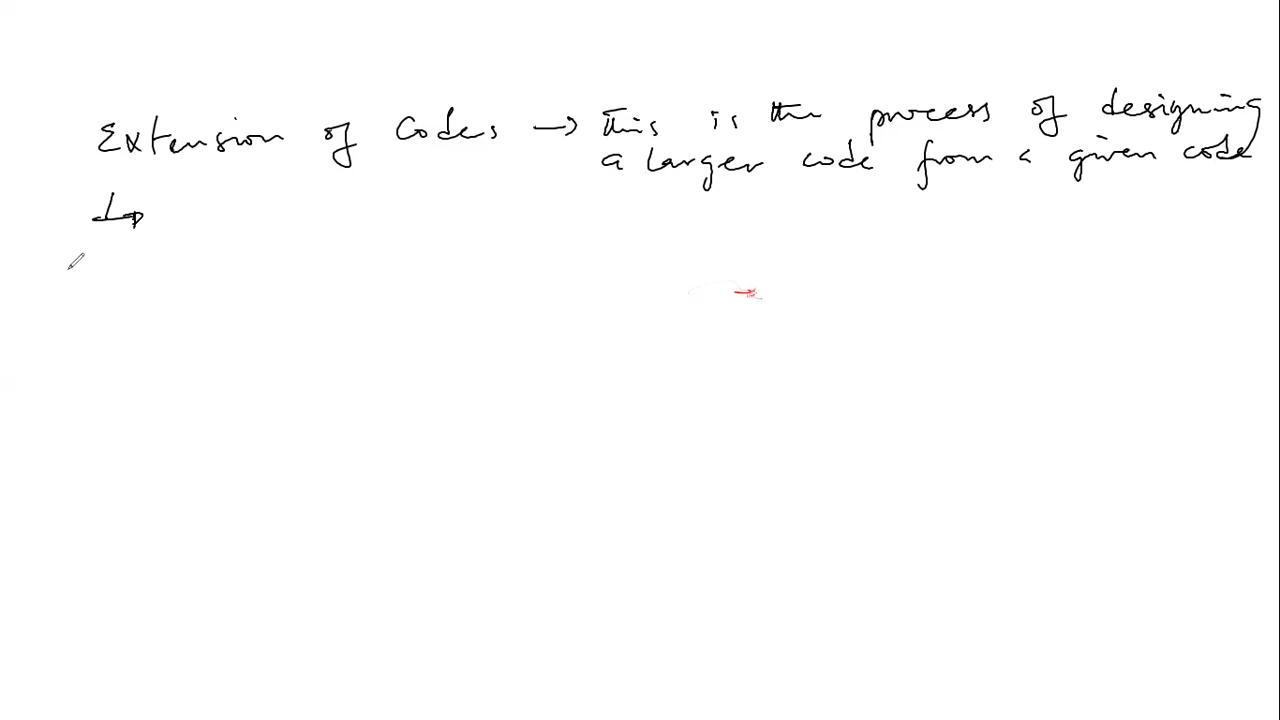 Extension of Codes → This is the process of designing
a larger code from a given code